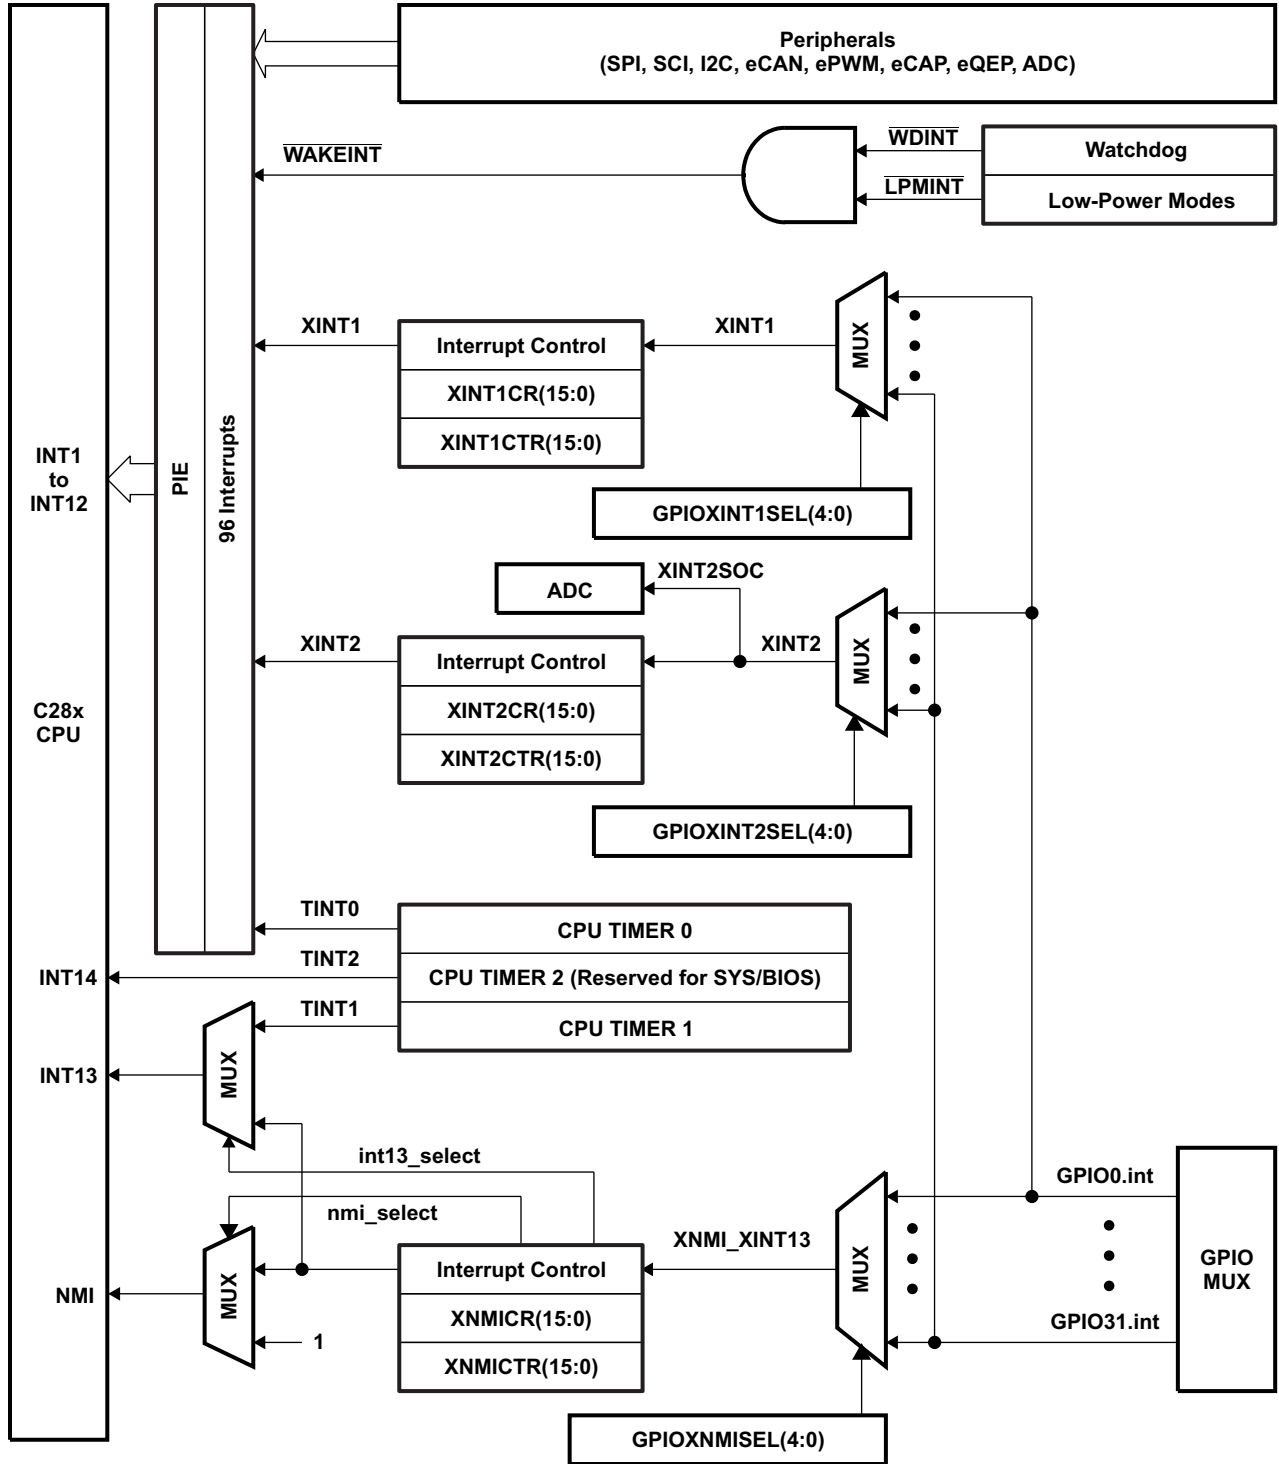 Peripherals
(SPI, SCI, I2C, eCAN, ePWM, eCAP, eQEP, ADC)
WAKEINT
WDINT
Watchdog
LPMINT
Low-Power Modes
XINT1
Interrupt Control
XINT1CR(15:0)
XINT1CTR(15:0)
XINT1
MUX
GPIOXINT1SEL(4:0)
INT1
to
INT12
PIE
96 Interrupts
ADC
XINT2SOC
XINT2
Interrupt Control
XINT2CR(15:0)
XINT2CTR(15:0)
XINT2
MUX
GPIOXINT2SEL(4:0)
C28x
CPU
TINT0
CPU TIMER 0
INT14
TINT2
CPU TIMER 2 (Reserved for SYS/BIOS)
TINT1
CPU TIMER 1
INT13
MUX
int13_select
nmi_select
NMI
MUX
1
Interrupt Control
XNMICR(15:0)
XNMICTR(15:0)
XNMI_XINT13
MUX
GPIO0.int
GPIO31.int
GPIO
MUX
GPIOXNMISEL(4:0)